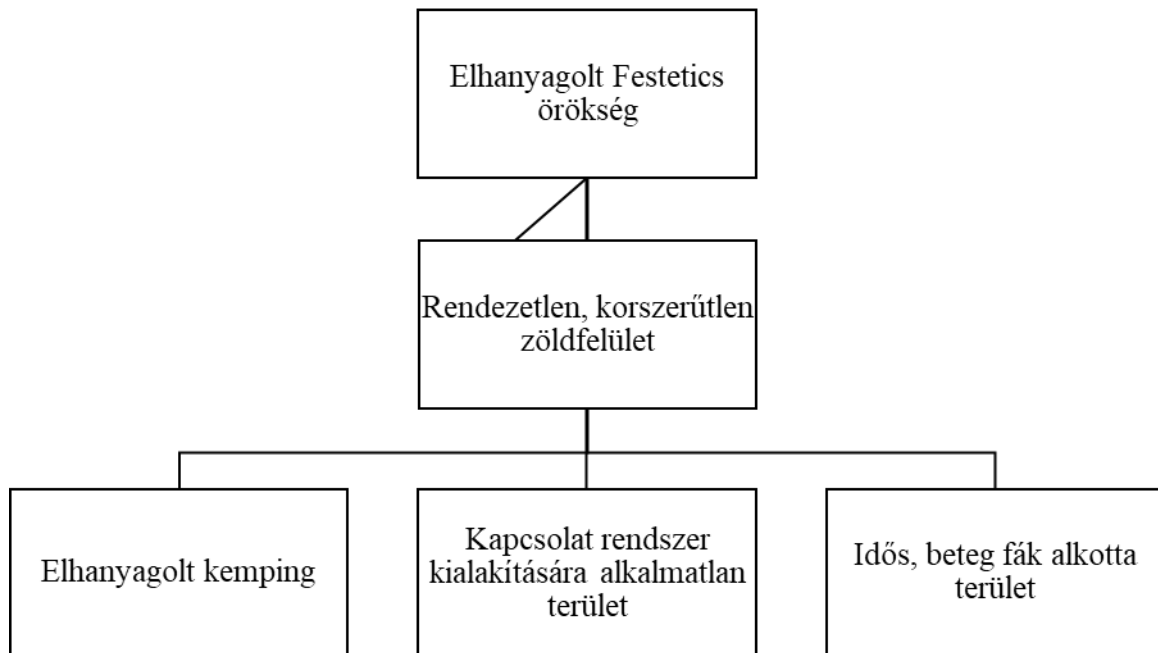 Elhanyagolt Festetics
örökség
Rendezetlen, korszerűtlen
zöldfelület
Elhanyagolt kemping
Kapcsolat rendszer
kialakítására alkalmatlan
terület
Idős, beteg fák alkotta
terület